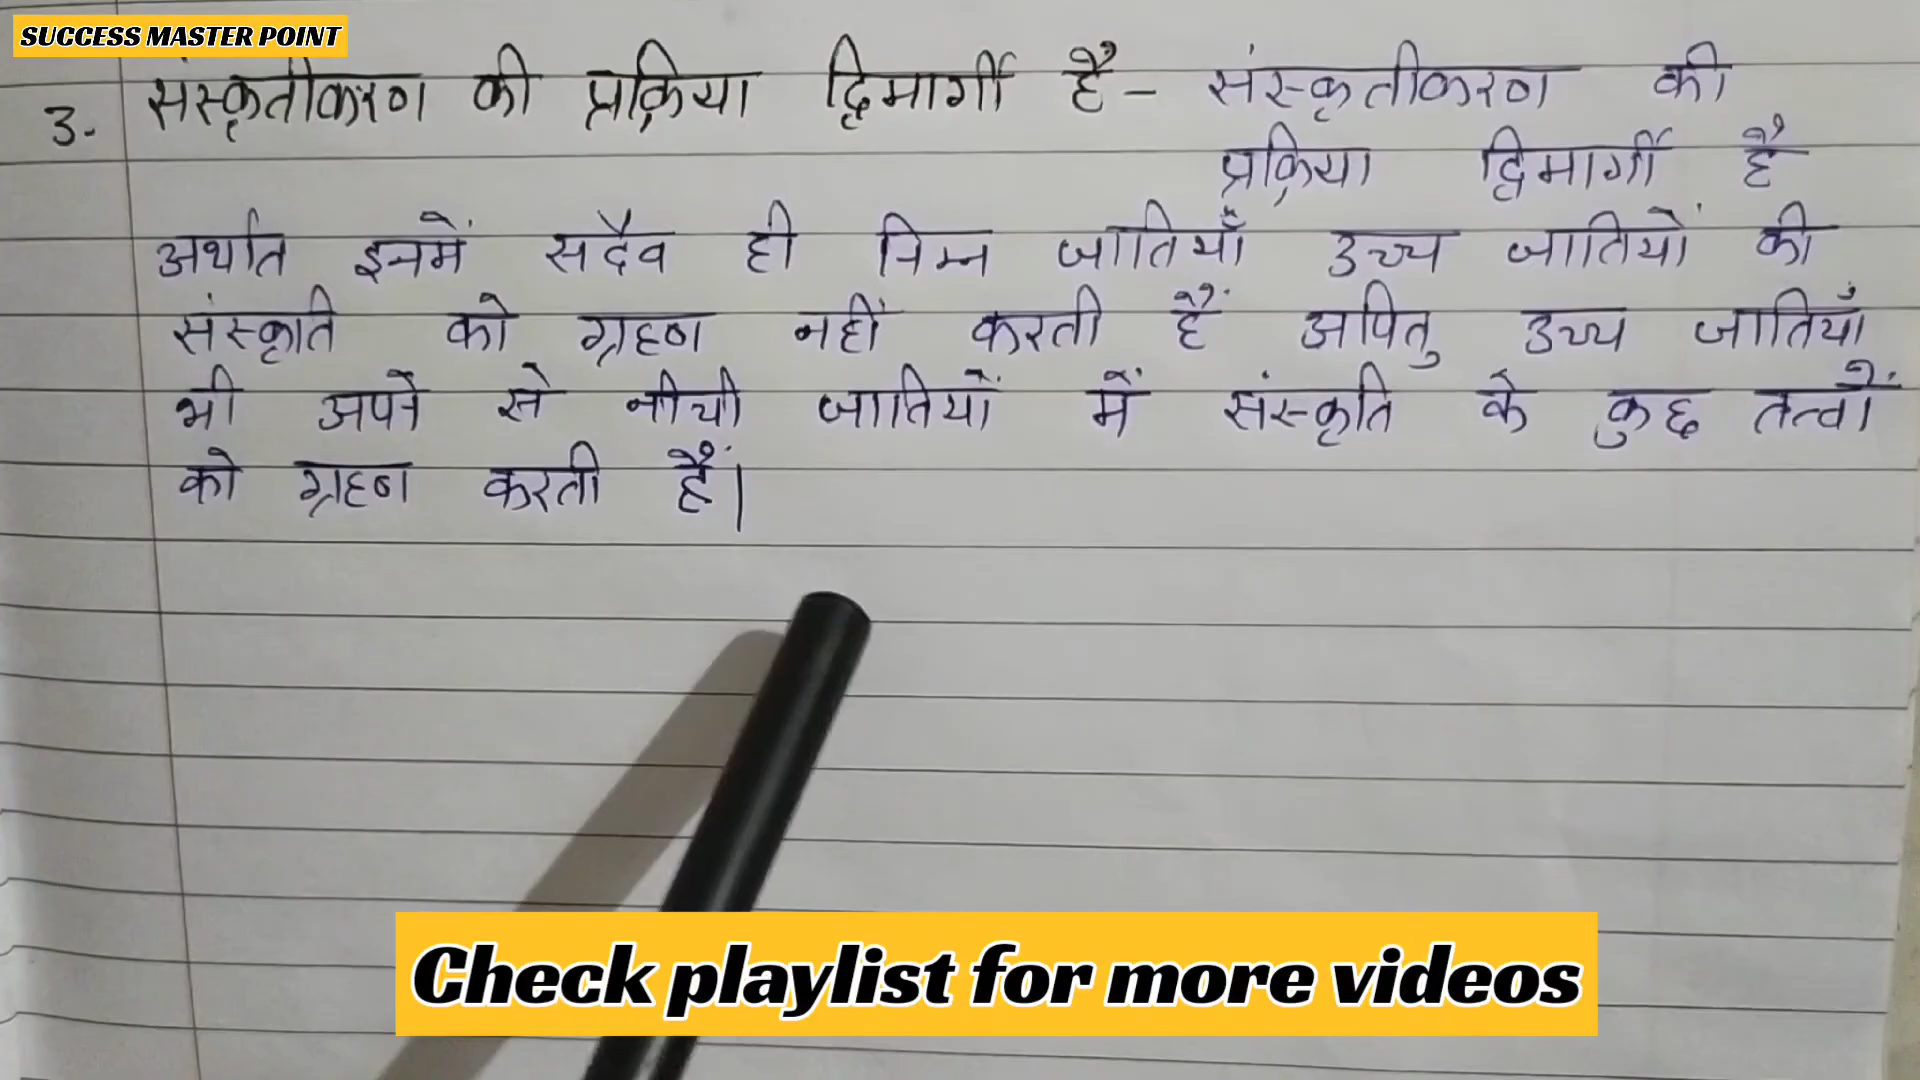 SUCCESS MASTER POINT
3. संस्कृतीकरण की प्रक्रिया द्विमार्गी है - संस्कृतीकरण की
प्रक्रिया द्विमार्गी है
अर्थात इनमें सदैव ही निम्न जातियाँ उच्च जातियों की
संस्कृति को ग्रहण नहीं करती हैं अपितु उच्च जातियाँ
भी अपने से नीची जातियों में संस्कृति के कुछ तत्वों
को ग्रहण करती हैं।
Check playlist for more videos